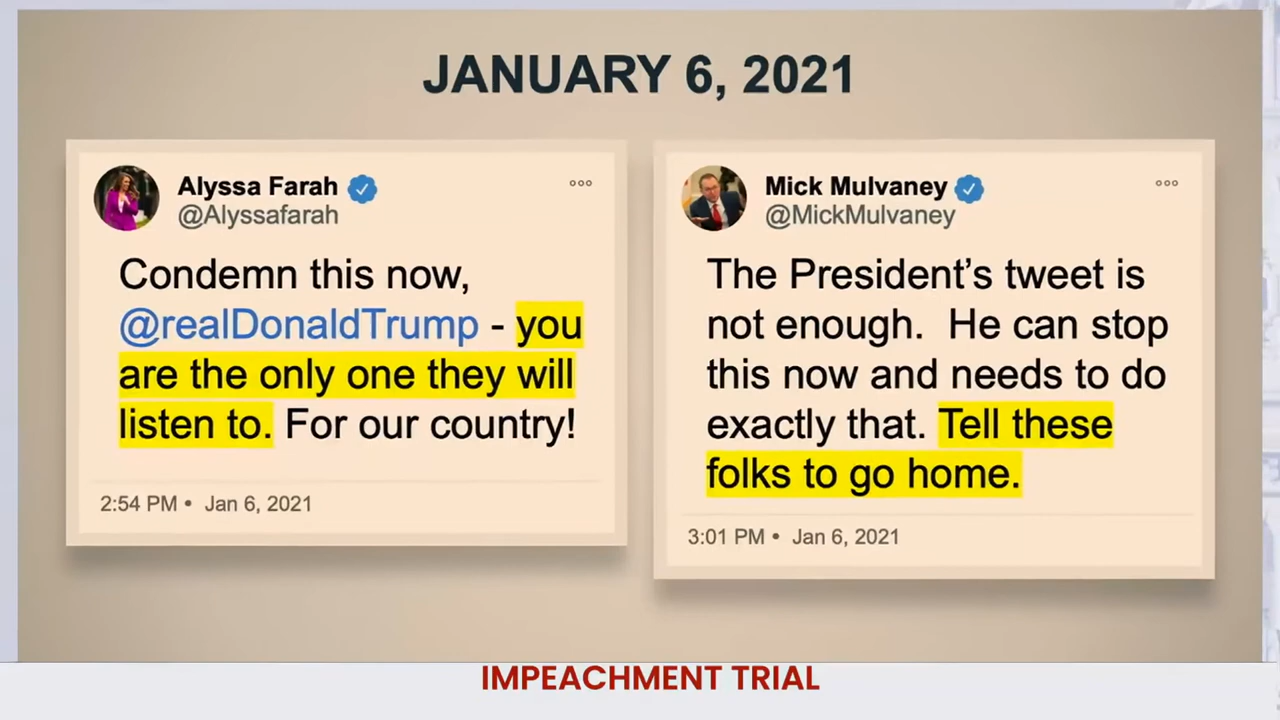 JANUARY 6, 2021
Alyssa Farah
@Alyssafarah
Condemn this now,
@realDonaldTrump - you
are the only one they will
listen to. For our country!
2:54 PM • Jan 6, 2021
Mick Mulvaney
@MickMulvaney
The President’s tweet is
not enough.  He can stop
this now and needs to do
exactly that. Tell these
folks to go home.
3:01 PM • Jan 6, 2021
IMPEACHMENT TRIAL